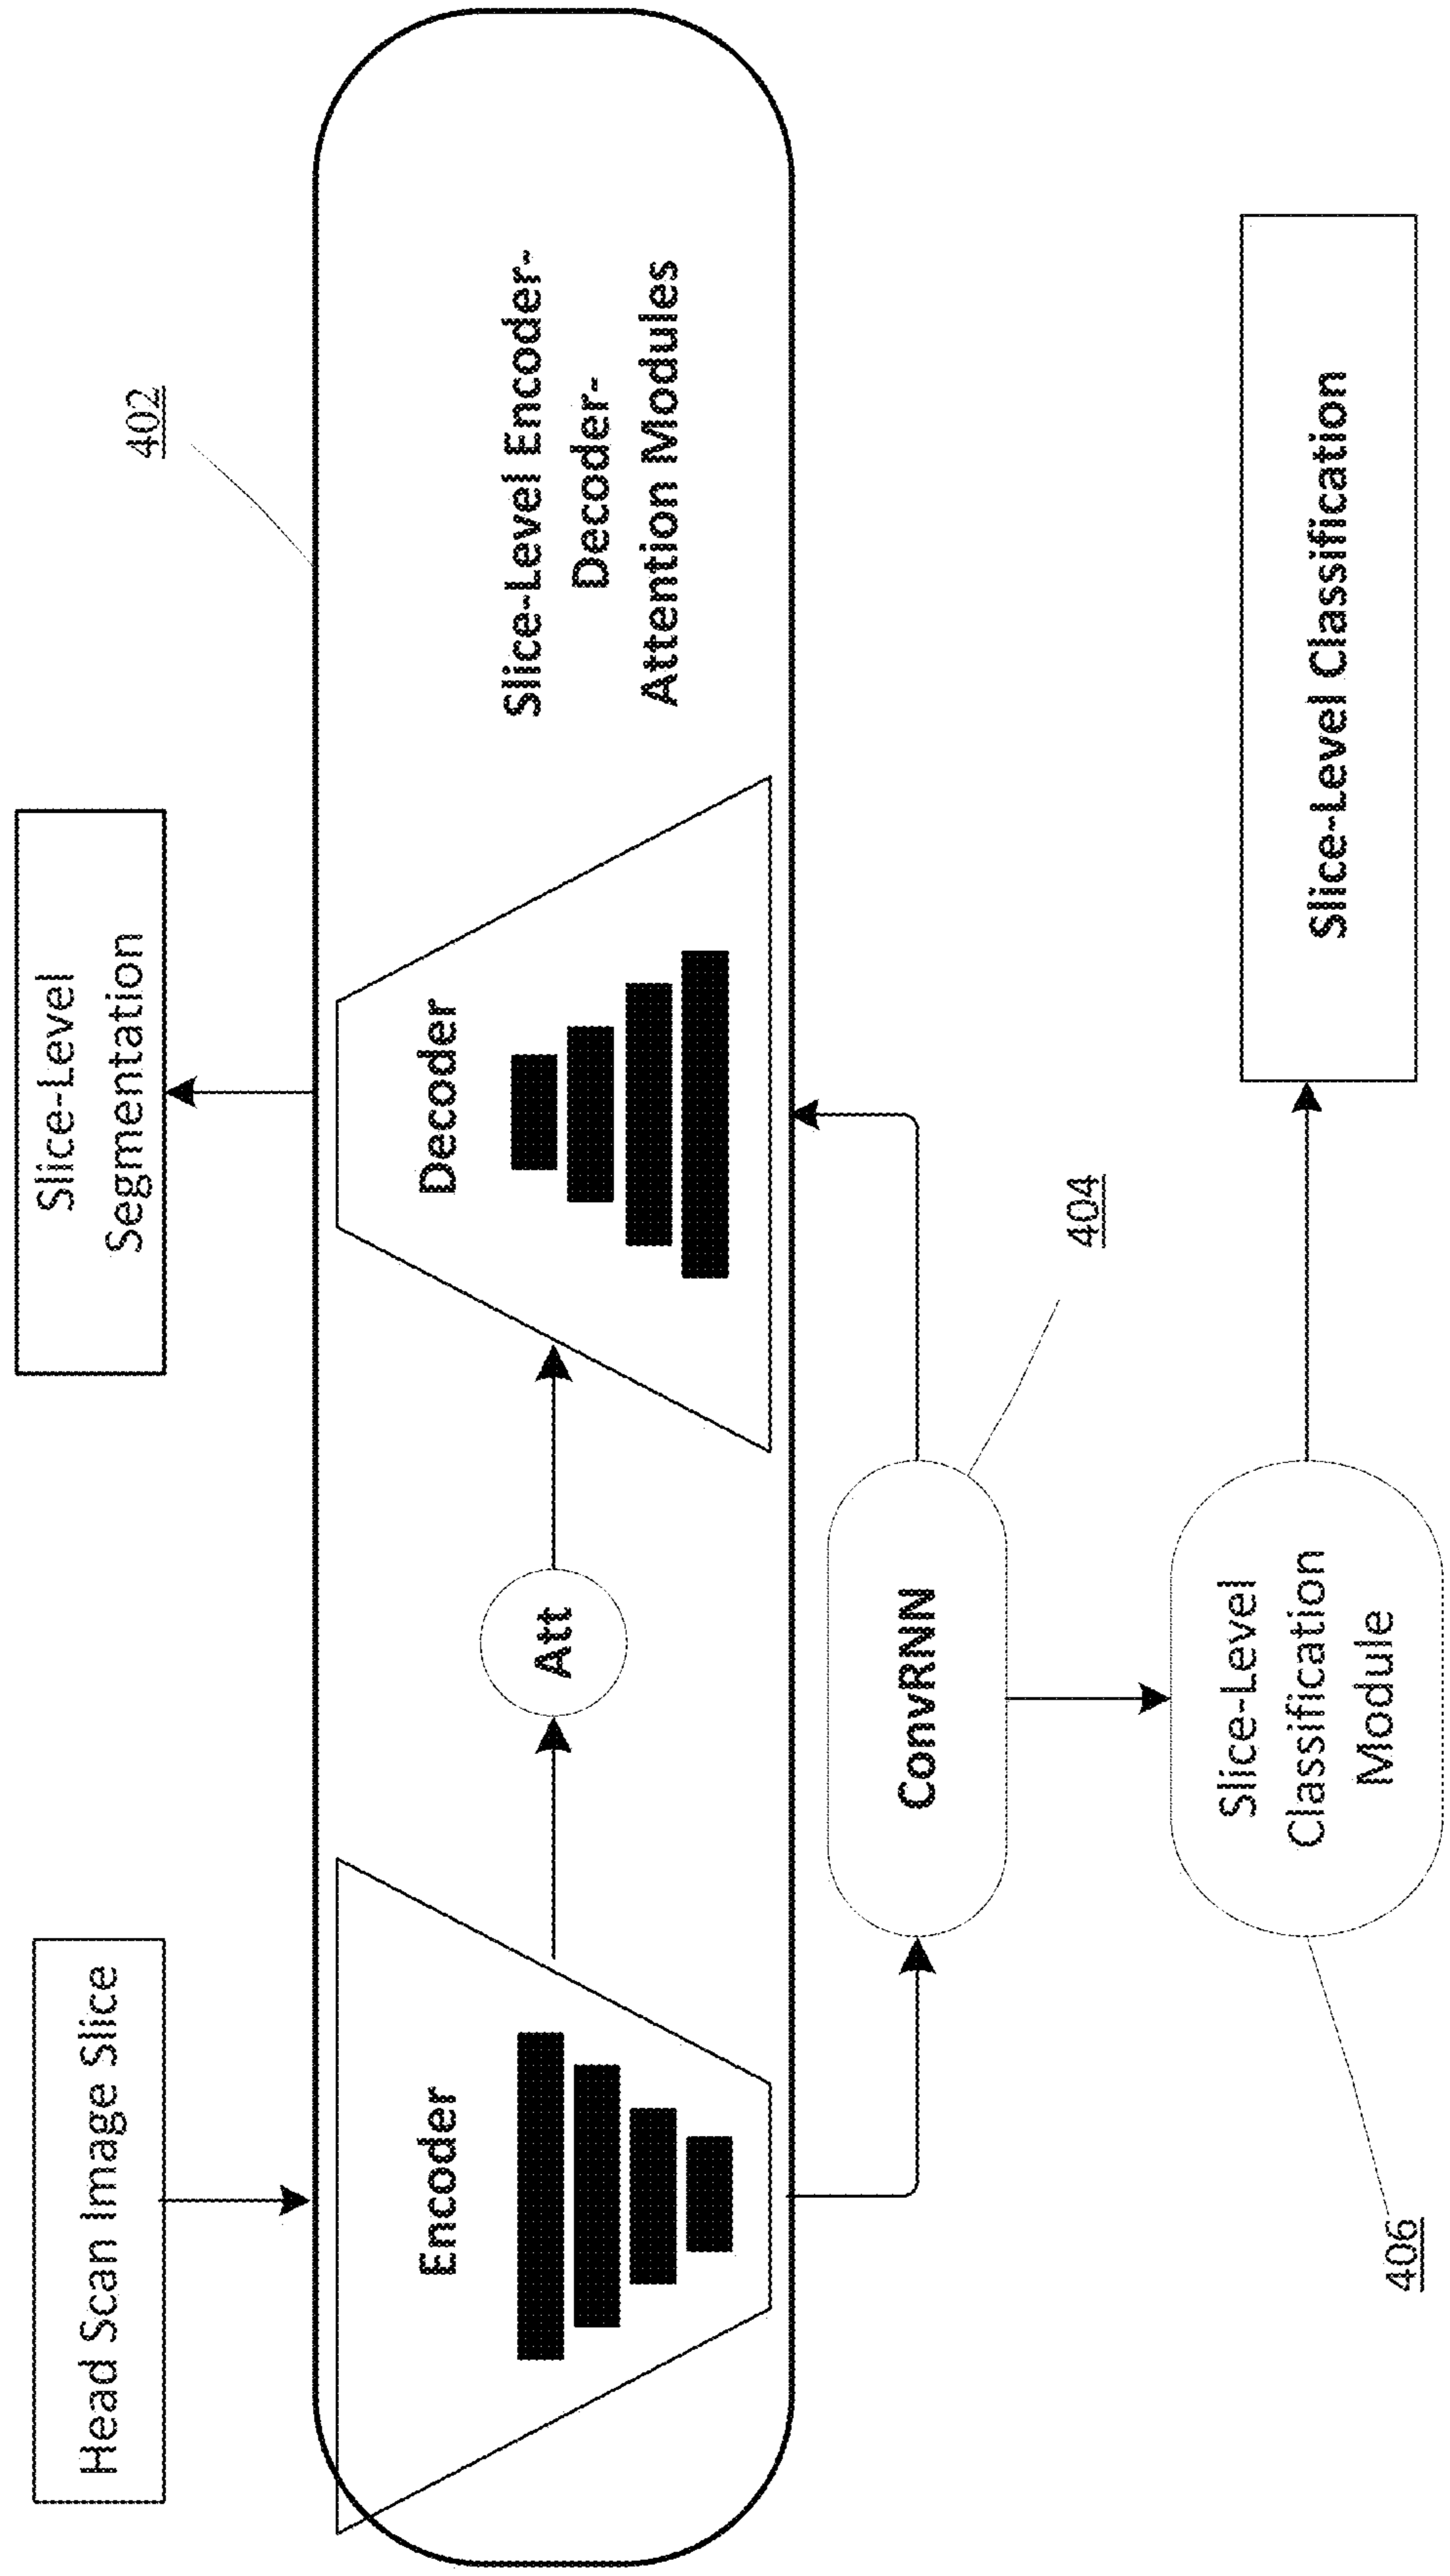 Head Scan Image Slice
Slice-Level
Segmentation
402
Encoder
Att
Decoder
Slice-Level Encoder-
Decoder-
Attention Modules
ConvRNN
404
Slice-Level
Classification
Module
Slice-Level Classification
406